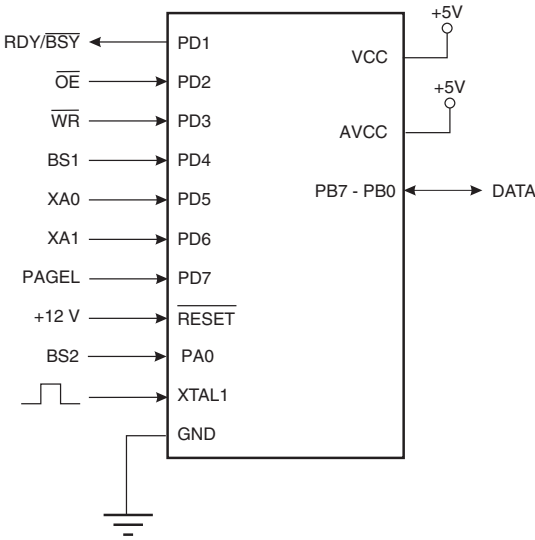 +5V
RDY/BSY
PD1
VCC
OE
PD2
+5V
WR
PD3
AVCC
BS1
PD4
XA0
PD5
PB7 - PB0
DATA
XA1
PD6
PAGEL
PD7
+12 V
RESET
BS2
PA0
XTAL1
GND